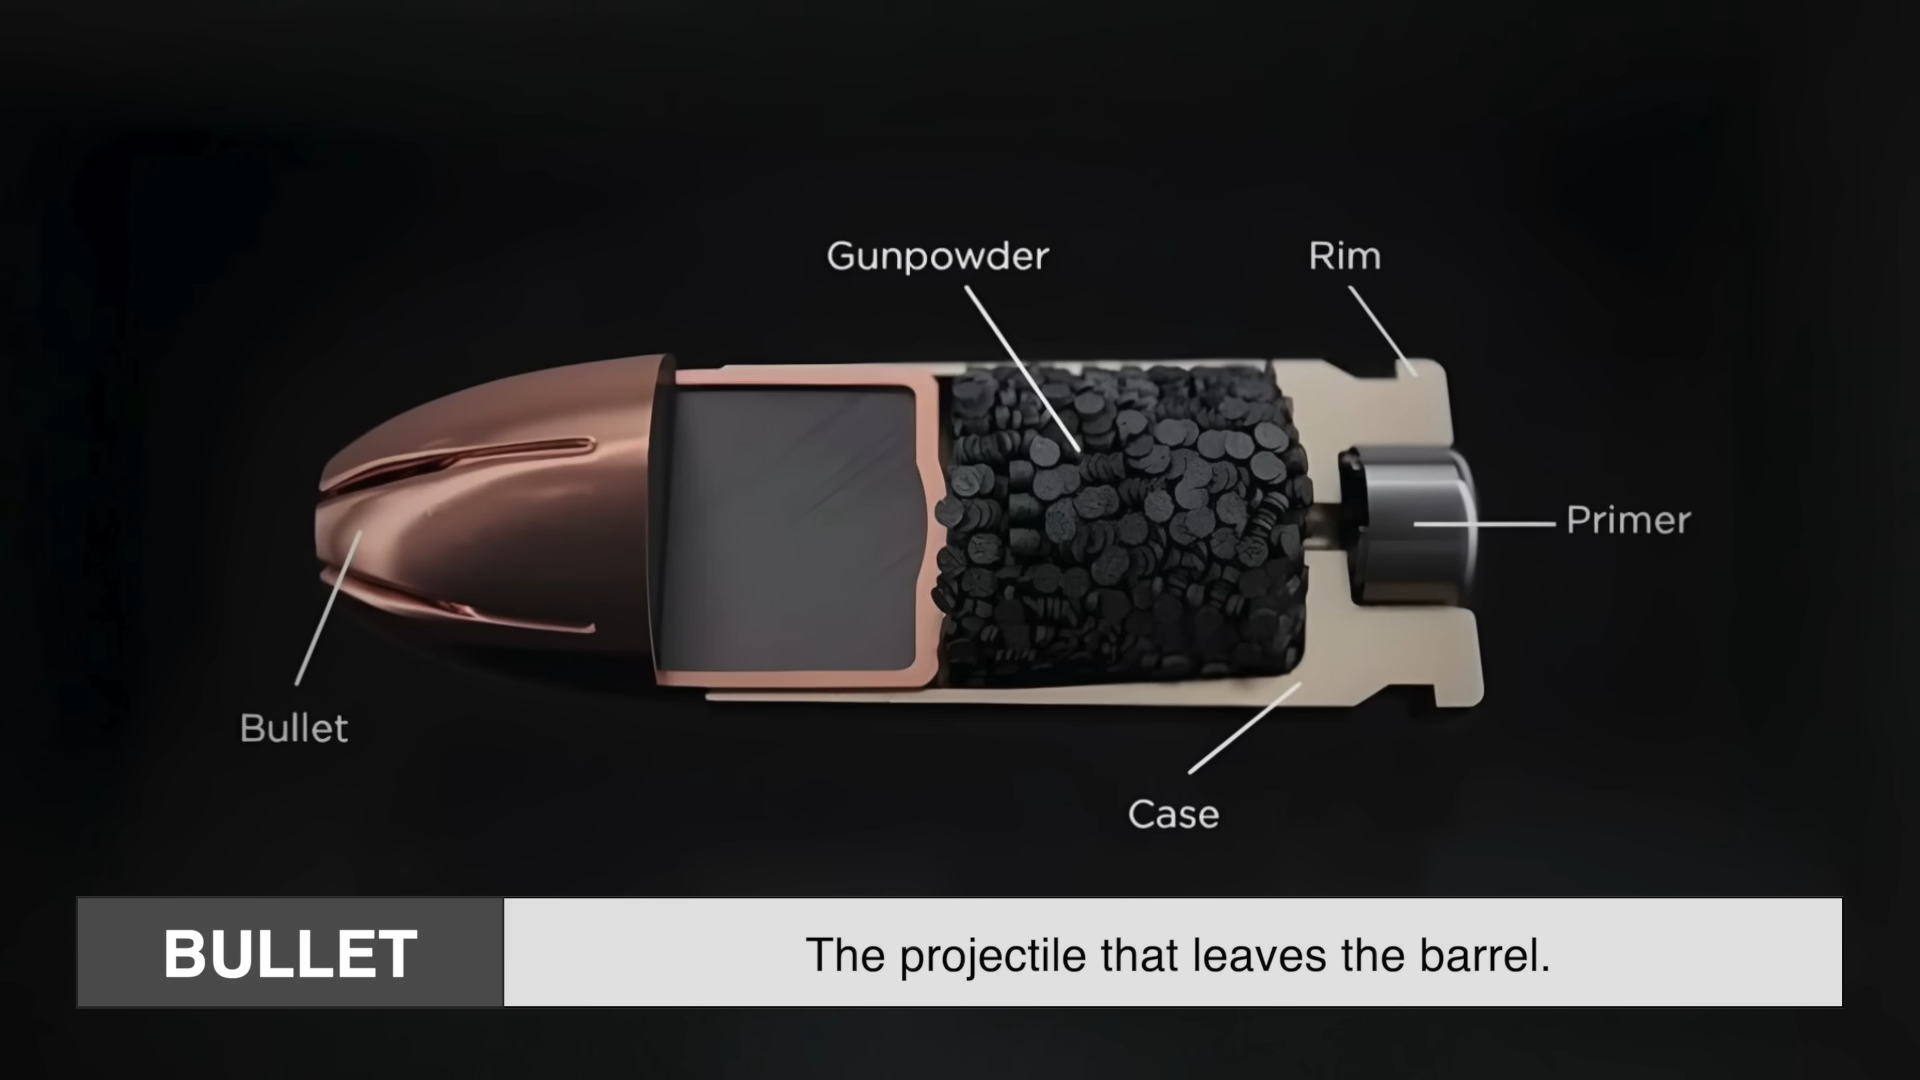 Gunpowder
Rim
Primer
Bullet
Case
BULLET
The projectile that leaves the barrel.